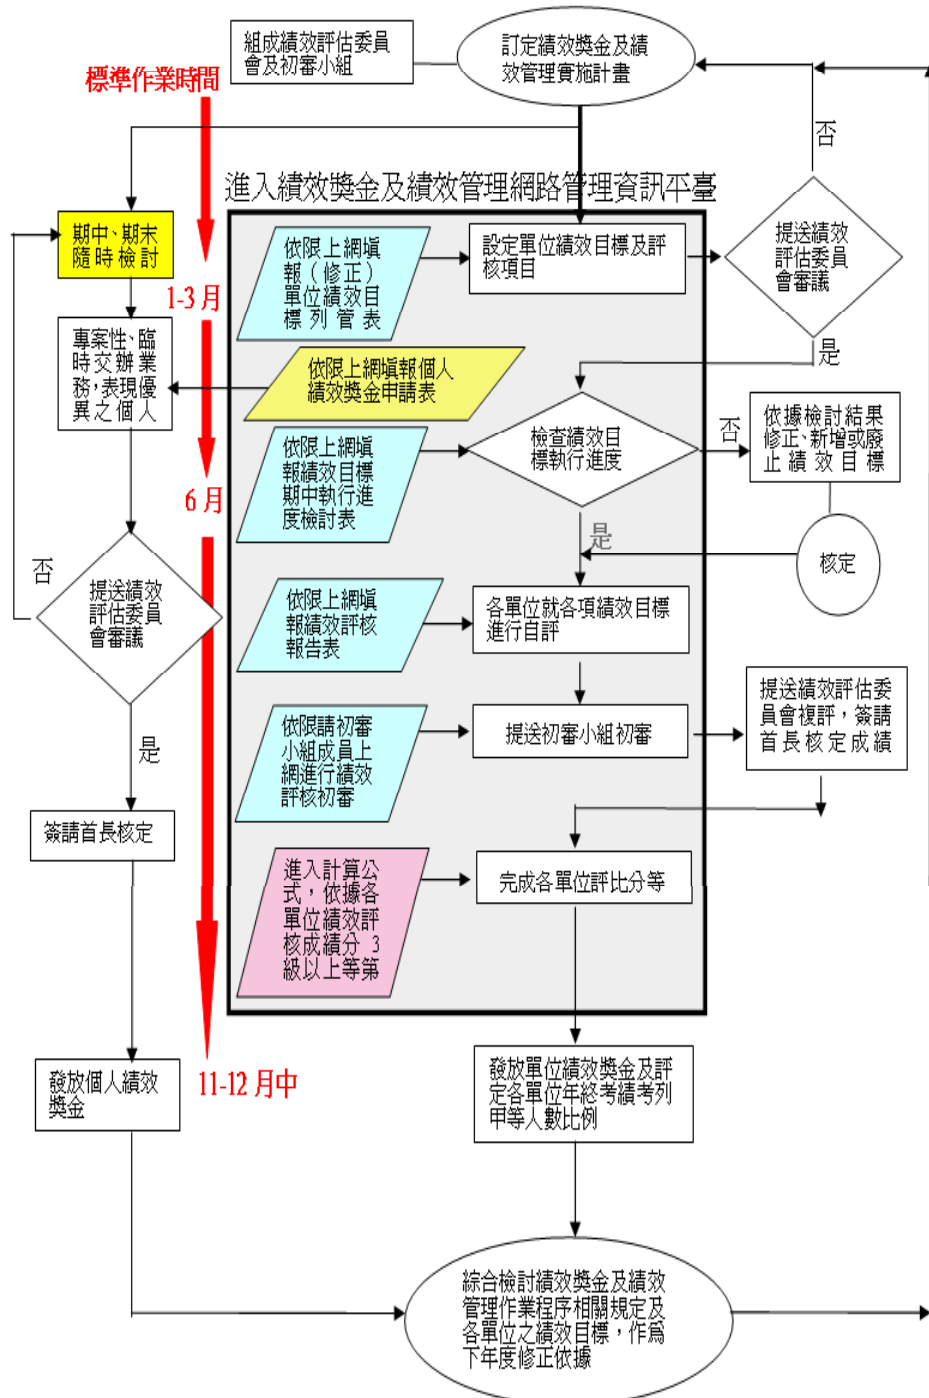 組成績效評估委員
會及初審小組
訂定績效獎金及績
效管理實施計畫
標準作業時間
否
進入績效獎金及績效管理網路管理資訊平臺
期中、期末
隨時檢討
依限上網填
報（修正）
單位績效目
標列管表
設定單位績效目標及評
核項目
提送績效
評估委員
會審議
1-3月
是
專案性、臨
時交辦業
務，表現優
異之個人
依限上網填報個人
績效獎金申請表
依限上網填
報績效目標
期中執行進
度檢討表
檢查績效目
標執行進度
否
依據檢討結果
修正、新增或廢
止績效目標
6月
是
核定
否
提送績效
評估委員
會審議
依限上網填
報績效評核
報告表
各單位就各項績效目標
進行自評
是
依限請初審
小組成員上
網進行績效
評核初審
提送初審小組初審
提送績效評估委
員會複評，簽請
首長核定成績
簽請首長核定
進入計算公
式，依據各
單位績效評
核成績分 3
級以上等第
完成各單位評比分等
發放個人績效
獎金
11-12月中
發放單位績效獎金及評
定各單位年終考績考列
甲等人數比例
綜合檢討績效獎金及績效
管理作業程序相關規定及
各單位之績效目標，作為
下年度修正依據